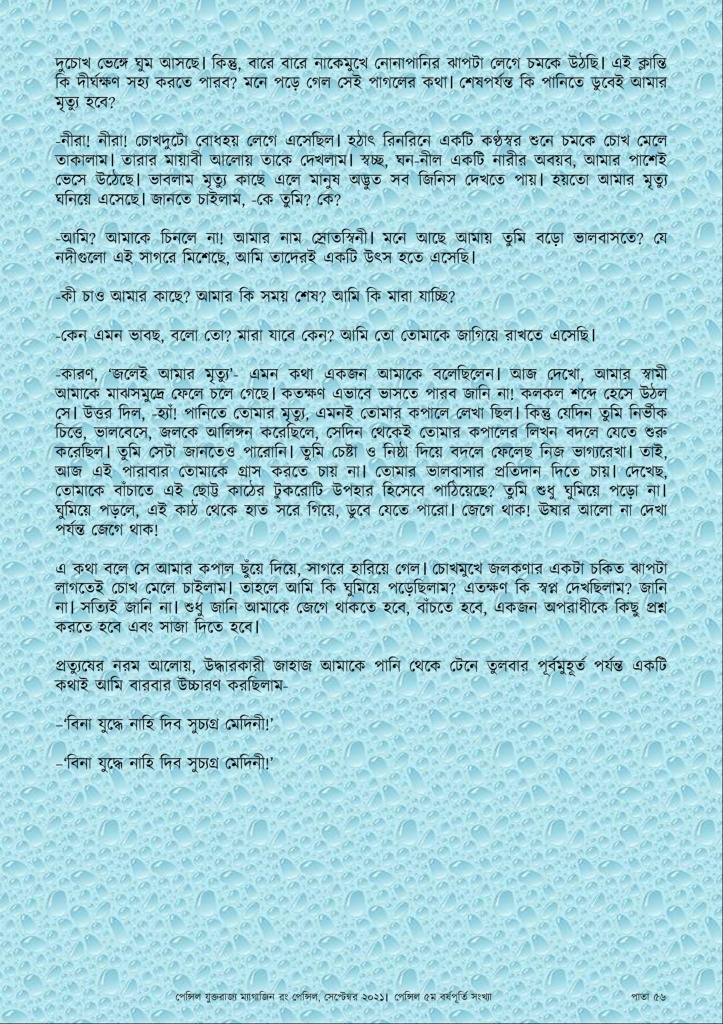 দুচোখ ভেঙ্গে ঘুম আসছে। কিন্তু, বারে বারে নাকেমুখে নোনাপানির ঝাপটা লেগে চমকে উঠছি। এই ক্লান্তি
কি দীর্ঘক্ষণ সহ্য করতে পারব? মনে পড়ে গেল সেই পাগলের কথা। শেষপর্যন্ত কি পানিতে ডুবেই আমার
মৃত্যু হবে?
-নীরা! নীরা! চোখদুটো বোধহয় লেগে এসেছিল। হঠাৎ রিনরিনে একটি কণ্ঠস্বর শুনে চমকে চোখ মেলে
তাকালাম। তারার মায়াবী আলোয় তাকে দেখলাম। স্বচ্ছ, ঘন-নীল একটি নারীর অবয়ব, আমার পাশেই
ভেসে উঠেছে। ভাবলাম মৃত্যু কাছে এলে মানুষ অদ্ভুত সব জিনিস দেখতে পায়। হয়তো আমার মৃত্যু
ঘনিয়ে এসেছে। জানতে চাইলাম, -কে তুমি? কে?
-আমি? আমাকে চিনলে না! আমার নাম স্রোতস্বিনী। মনে আছে আমায় তুমি বড়ো ভালবাসতে? যে
নদীগুলো এই সাগরে মিশেছে, আমি তাদেরই একটি উৎস হতে এসেছি।
-কী চাও আমার কাছে? আমার কি সময় শেষ? আমি কি মারা যাচ্ছি?
-কেন এমন ভাবছ, বলো তো? মারা যাবে কেন? আমি তো তোমাকে জাগিয়ে রাখতে এসেছি।
-কারণ, ‘জলেই আমার মৃত্যু’- এমন কথা একজন আমাকে বলেছিলেন। আজ দেখো, আমার স্বামী
আমাকে মাঝসমুদ্রে ফেলে চলে গেছে। কতক্ষণ এভাবে ভাসতে পারব জানি না! কলকল শব্দে হেসে উঠল
সে। উত্তর দিল, -হ্যাঁ! পানিতে তোমার মৃত্যু, এমনই তোমার কপালে লেখা ছিল। কিন্তু যেদিন তুমি নির্ভীক
চিত্তে, ভালবেসে, জলকে আলিঙ্গন করেছিলে, সেদিন থেকেই তোমার কপালের লিখন বদলে যেতে শুরু
করেছিল। তুমি সেটা জানতেও পারোনি। তুমি চেষ্টা ও নিষ্ঠা দিয়ে বদলে ফেলেছ নিজ ভাগ্যরেখা। তাই,
আজ এই পারাবার তোমাকে গ্রাস করতে চায় না। তোমার ভালবাসার প্রতিদান দিতে চায়। দেখেছ,
তোমাকে বাঁচাতে এই ছোট্ট কাঠের টুকরোটি উপহার হিসেবে পাঠিয়েছে? তুমি শুধু ঘুমিয়ে পড়ো না।
ঘুমিয়ে পড়লে, এই কাঠ থেকে হাত সরে গিয়ে, ডুবে যেতে পারো। জেগে থাক! উষার আলো না দেখা
পর্যন্ত জেগে থাক!
এ কথা বলে সে আমার কপাল ছুঁয়ে দিয়ে, সাগরে হারিয়ে গেল। চোখমুখে জলকণার একটা চকিত ঝাপটা
লাগতেই চোখ মেলে চাইলাম। তাহলে আমি কি ঘুমিয়ে পড়েছিলাম? এতক্ষণ কি স্বপ্ন দেখছিলাম? জানি
না। সত্যিই জানি না। শুধু জানি আমাকে জেগে থাকতে হবে, বাঁচতে হবে, একজন অপরাধীকে কিছু প্রশ্ন
করতে হবে এবং সাজা দিতে হবে।
প্রত্যুষের নরম আলোয়, উদ্ধারকারী জাহাজ আমাকে পানি থেকে টেনে তুলবার পূর্বমুহূর্ত পর্যন্ত একটি
কথাই আমি বারবার উচ্চারণ করছিলাম-
–‘বিনা যুদ্ধে নাহি দিব সুচ্যগ্র মেদিনী!’
–‘বিনা যুদ্ধে নাহি দিব সুচ্যগ্র মেদিনী!’
পেন্সিল যুক্তরাজ্য ম্যাগাজিন রং পেন্সিল, সেপ্টেম্বর ২০২১। পেন্সিল ৫ম বর্ষপূর্তি সংখ্যা পাতা ৫৬